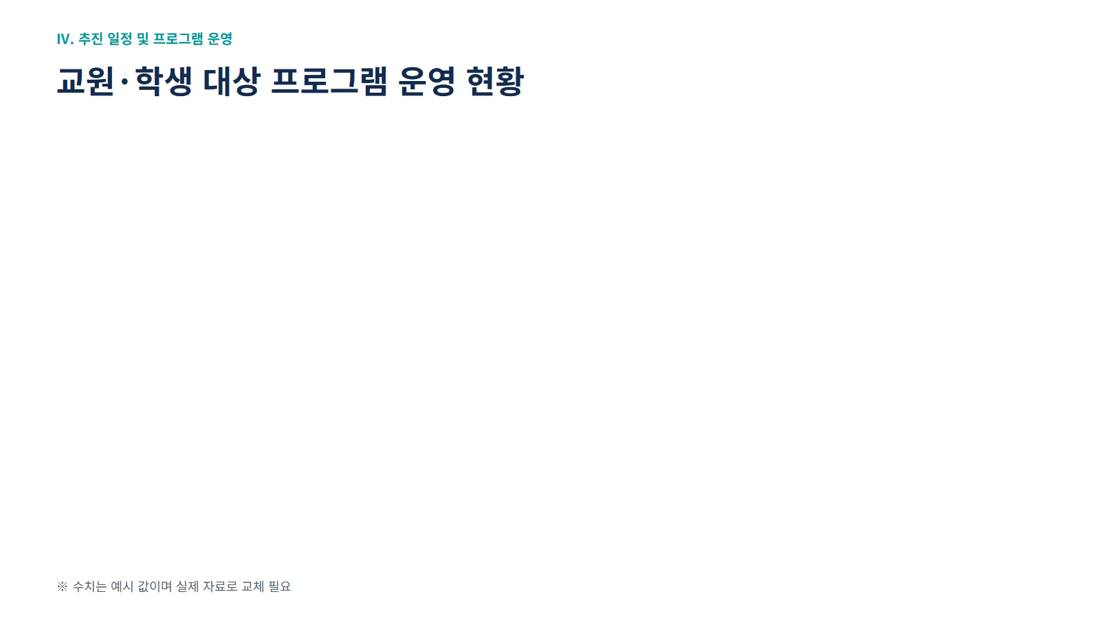 Ⅳ. 추진 일정 및 프로그램 운영
교원·학생 대상 프로그램 운영 현황
※ 수치는 예시 값이며 실제 자료로 교체 필요